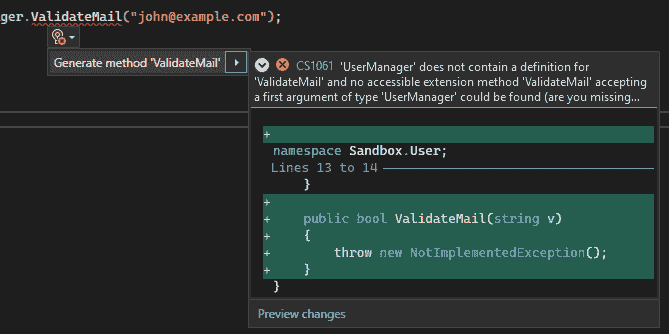 ger.ValidateMail("john@example.com");
Generate method 'ValidateMail'
CS1061 'UserManager' does not contain a definition for
'ValidateMail' and no accessible extension method 'ValidateMail' accepting
a first argument of type 'UserManager' could be found (are you missing...
+
namespace Sandbox.User;
Lines 13 to 14
}
+
+ public bool ValidateMail(string v)
+ {
+ throw new NotImplementedException();
+ }
}
Preview changes